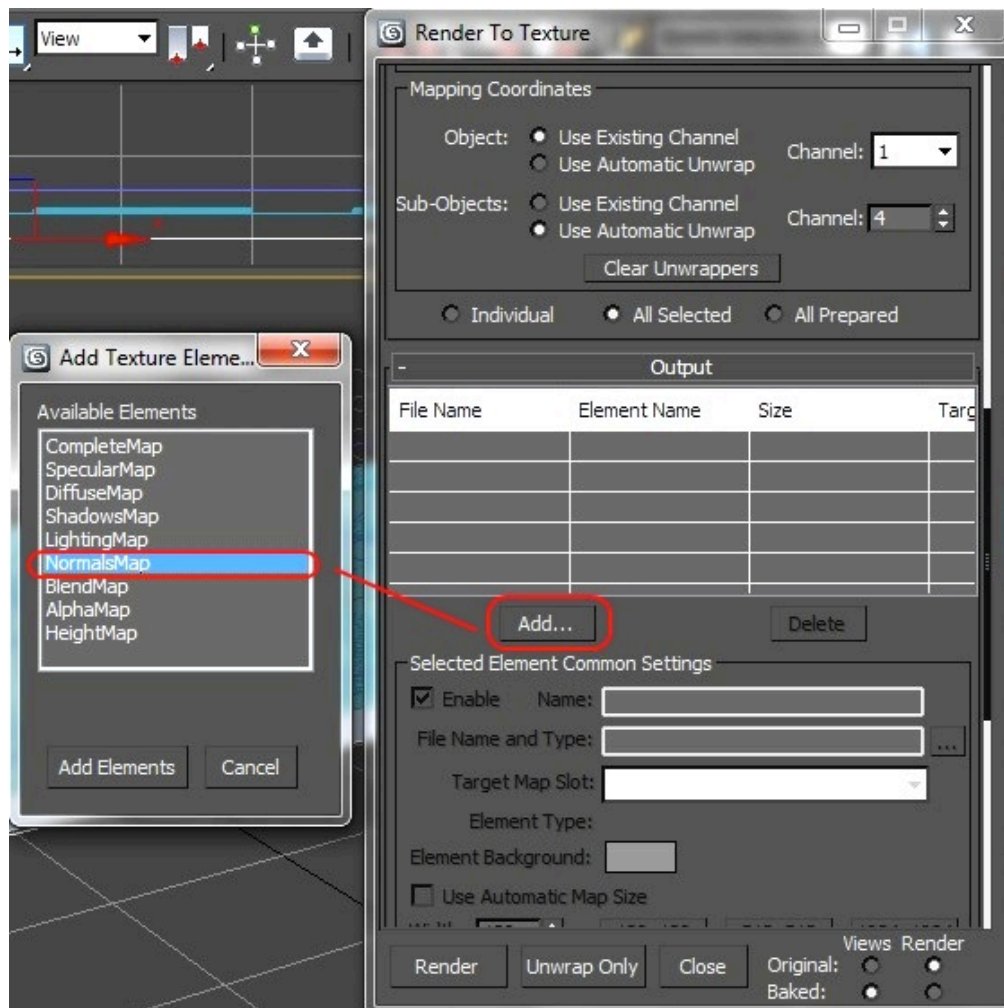 View
Render To Texture
Mapping Coordinates
Object: Use Existing Channel
Use Automatic Unwrap
Channel: 1
Sub-Objects: Use Existing Channel
Use Automatic Unwrap
Channel: 4
Clear Unwrappers
Individual All Selected All Prepared
- Output
File Name Element Name Size Targ
Add... Delete
Selected Element Common Settings
Enable Name:
File Name and Type: ...
Target Map Slot:
Element Type:
Element Background:
Use Automatic Map Size
Render Unwrap Only Close
Views Render
Original:
Baked:
Add Texture Eleme...
Available Elements
CompleteMap
SpecularMap
DiffuseMap
ShadowsMap
LightingMap
NormalsMap
BlendMap
AlphaMap
HeightMap
Add Elements Cancel